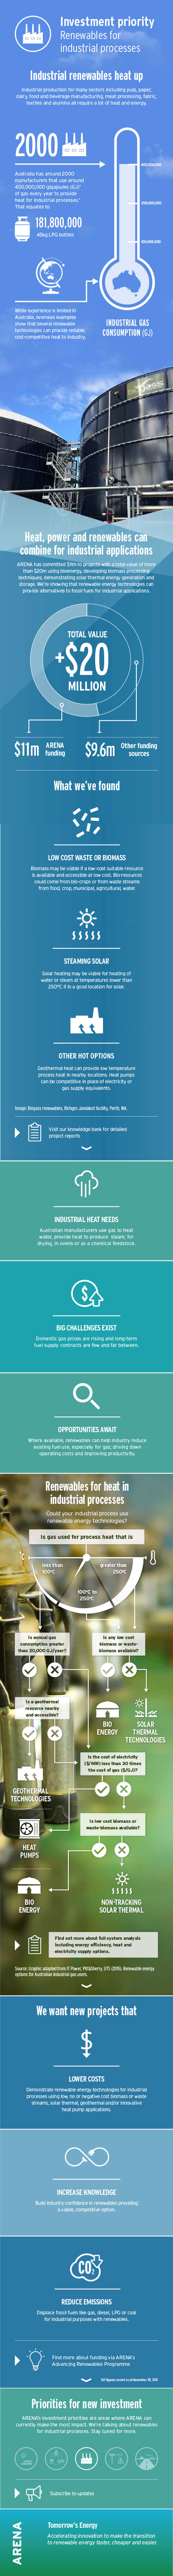 Investment priority
Renewables for
industrial processes
Industrial renewables heat up
Industrial production for many sectors including pulp, paper,
dairy, food and beverage manufacturing, meat processing, fabric,
textiles and aluminium all require a lot of heat and energy.
2000
Australia has around 2000
manufacturers that use around
400,000,000 gigajoules (GJ)
of gas every year to provide
heat for industrial processes.
That equates to
181,800,000
45kg LPG bottles
While experience is limited in
Australia, overseas examples
show that several renewable
technologies can provide reliable,
cost-competitive heat to industry.
INDUSTRIAL GAS
CONSUMPTION (GJ)
Heat, power and renewables can
combine for industrial applications
ARENA has committed $11m to projects with a total value of more
than $20m using bioenergy, developing biomass processing
techniques, demonstrating solar thermal energy generation and
storage. We're showing that renewable energy technologies can
provide alternatives to fossil fuels for industrial applications.
TOTAL VALUE
+$20
MILLION
$11m ARENA
funding
$9.6m Other funding
sources
What we've found
LOW COST WASTE OR BIOMASS
Biomass may be viable if a low-cost suitable resource
is available and accessible at low cost. Bio-resources
could come from bio-crops or from waste streams
from food, crop, municipal, agricultural, water.
STEAMING SOLAR
Solar heating may be viable for heating of
water or steam at temperatures lower than
250°C if in a good location for solar.
OTHER HOT OPTIONS
Geothermal heat can provide low temperature
process heat in nearby locations. Heat pumps
can be competitive in place of electricity or
gas supply equivalents.
Image: Biogass renewables, Richgro Jandakot facility, Perth, WA.
Visit our knowledge bank for detailed
project reports
INDUSTRIAL HEAT NEEDS
Australian manufacturers use gas to heat
water, provide heat to produce steam, for
drying, in ovens or as a chemical feedstock.
BIG CHALLENGES EXIST
Domestic gas prices are rising and long-term
fuel supply contracts are few and far between.
OPPORTUNITIES AWAIT
Where available, renewables can help industry reduce
existing fuel use, especially for gas, driving down
operating costs and improving productivity.
Renewables for heat in
industrial processes
Could your industrial process use
renewable energy technologies?
Is gas used for process heat that is
°C
less than
100°C
greater than
250°C
100°C to
250°C
Is annual gas
consumption greater
than 20,000 GJ/year?
Is any low cost
biomass or waste-
biomass available?
Is a geothermal
resource nearby
and accessible?
BIO
ENERGY
SOLAR
THERMAL
TECHNOLOGIES
Is the cost of electricity
($/MW) less than 30 times
the cost of gas ($/GJ)?
GEOTHERMAL
TECHNOLOGIES
Is low cost biomass or
waste-biomass available?
HEAT
PUMPS
BIO
ENERGY
NON-TRACKING
SOLAR THERMAL
Find out more about full system analysis
including energy efficiency, heat and
electricity supply options.
Source: Graphic adapted from IT Power, Pitt&Sherry, UTS (2015). Renewable energy
options for Australian industrial gas users.
We want new projects that
LOWER COSTS
Demonstrate renewable energy technologies for industrial
processes using low, no or negative cost biomass or waste
streams, solar thermal, geothermal and/or innovative
heat pump applications.
INCREASE KNOWLEDGE
Build industry confidence in renewables providing
a viable, competitive option.
CO2
REDUCE EMISSIONS
Displace fossil fuels like gas, diesel, LPG or coal
for industrial purposes with renewables.
Find more about funding via ARENA's
Advancing Renewables Programme
Priorities for new investment
ARENA's investment priorities are areas where ARENA can
currently make the most impact. We're talking about renewables
for industrial processes. Stay tuned for more.
Subscribe to updates
ARENA
Tomorrow's Energy
Accelerating innovation to make the transition
to renewable energy faster, cheaper and easier.